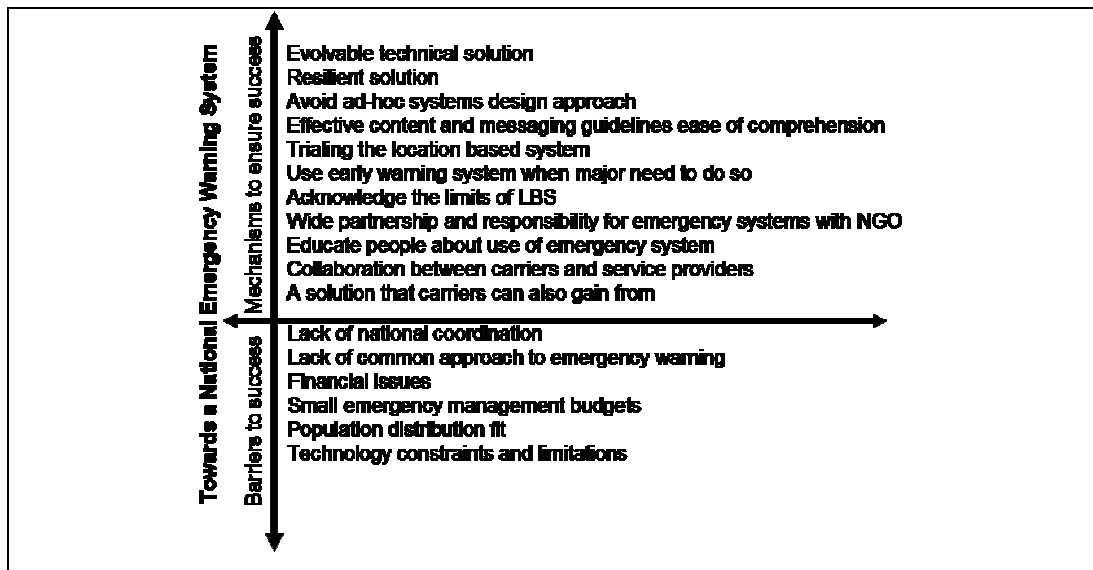 Towards a National Emergency Warning System
Mechanisms to ensure success
Evolvable technical solution
Resilient solution
Avoid ad-hoc systems design approach
Effective content and messaging guidelines ease of comprehension
Trialing the location based system
Use early warning system when major need to do so
Acknowledge the limits of LBS
Wide partnership and responsibility for emergency systems with NGO
Educate people about use of emergency system
Collaboration between carriers and service providers
A solution that carriers can also gain from
Barriers to success
Lack of national coordination
Lack of common approach to emergency warning
Financial issues
Small emergency management budgets
Population distribution fit
Technology constraints and limitations